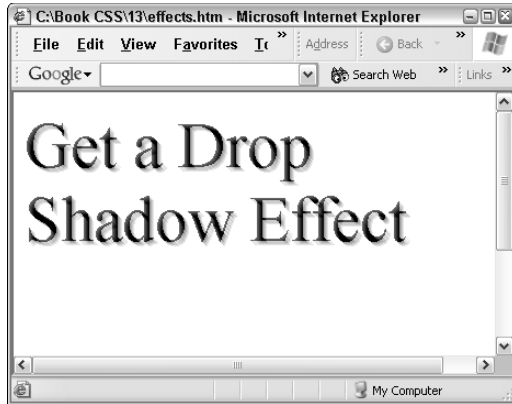 C:\Book CSS\13\effects.htm - Microsoft Internet Explorer
File Edit View Favorites To » Address Back »
Google Search Web » Links »
Get a Drop
Shadow Effect
My Computer